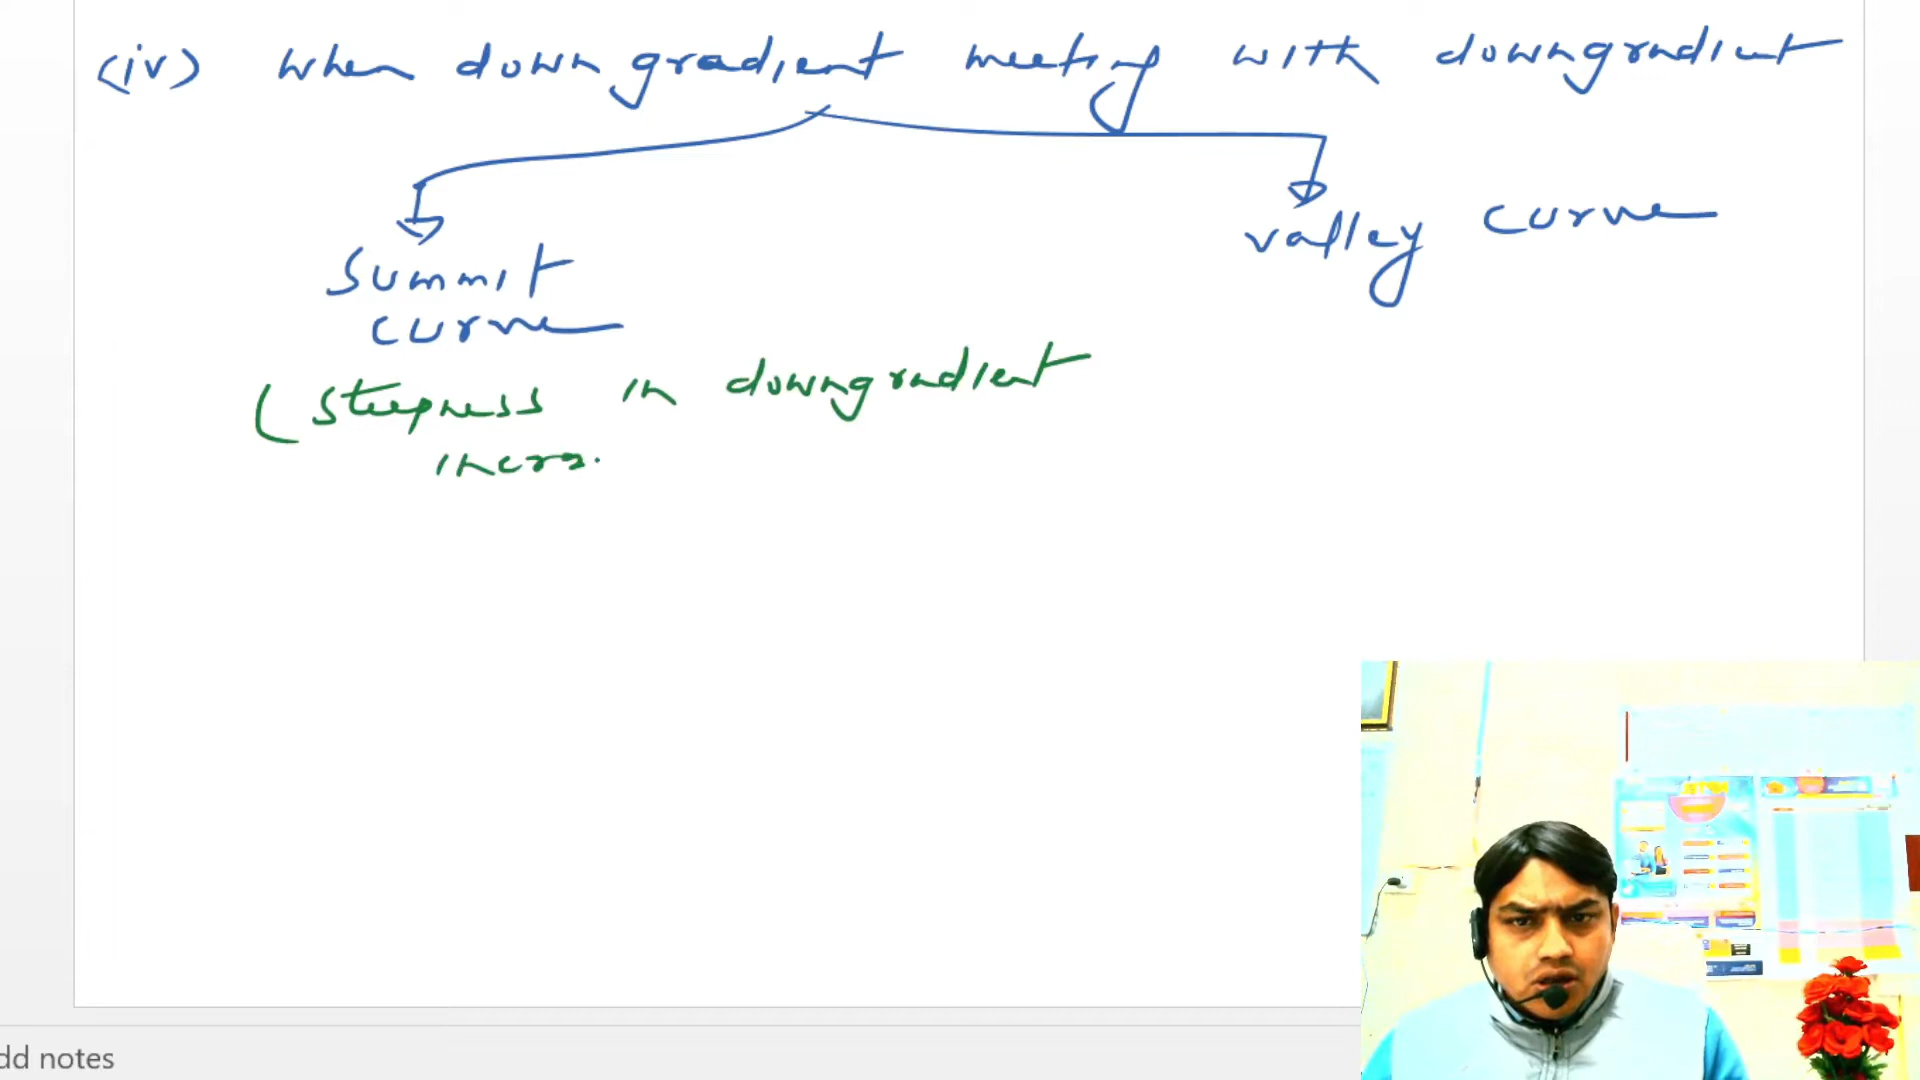 (iv) when down gradient meeting with downgradient
summit
curve
valley curve
(steepness in downgradient
incre.
dd notes